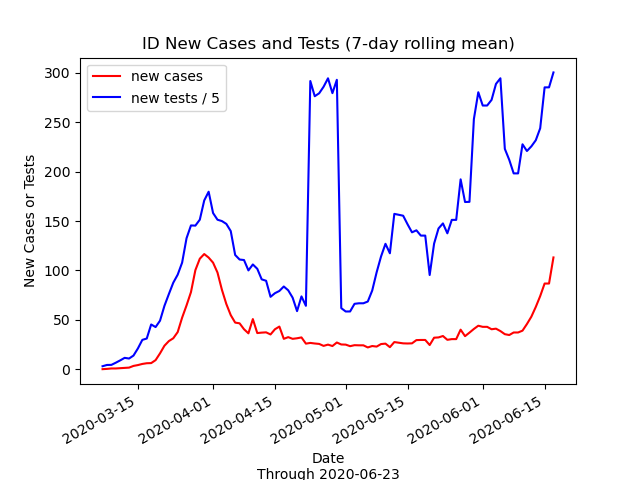 ID New Cases and Tests (7-day rolling mean)
new cases
new tests / 5
New Cases or Tests
300
250
200
150
100
50
0
2020-03-15
2020-04-01
2020-04-15
2020-05-01
2020-05-15
2020-06-01
2020-06-15
Date
Through 2020-06-23